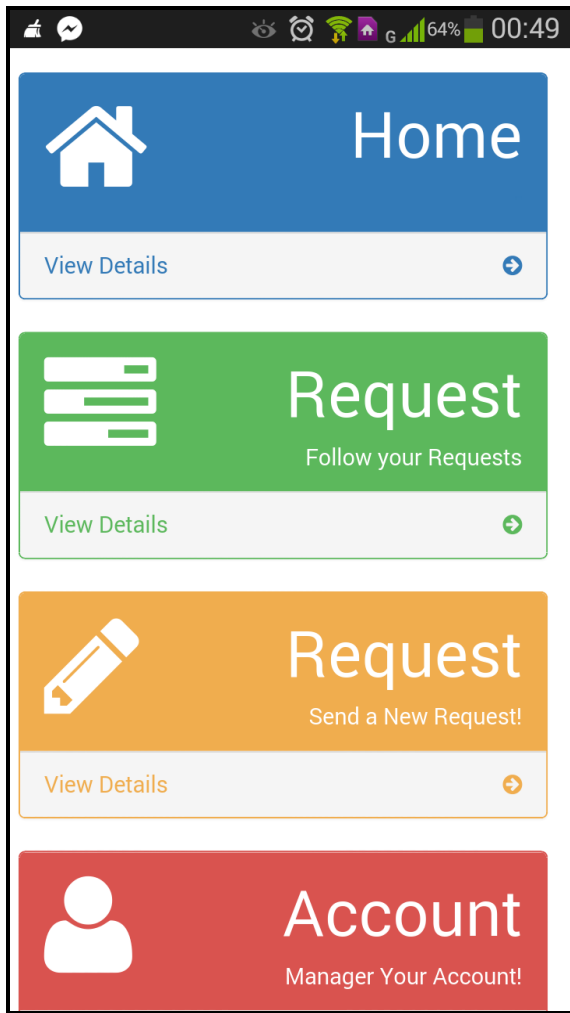 G 64% 00:49
Home
View Details
Request
Follow your Requests
View Details
Request
Send a New Request!
View Details
Account
Manager Your Account!